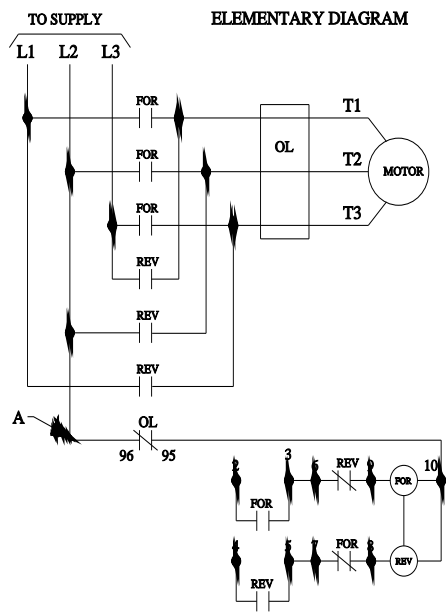 TO SUPPLY
ELEMENTARY DIAGRAM
L1 L2 L3
FOR
T1
OL
FOR
T2
MOTOR
FOR
T3
REV
REV
REV
A
OL
96 95
2 3 6 REV 9 FOR 10
FOR
4 5 7 FOR 8 REV
REV